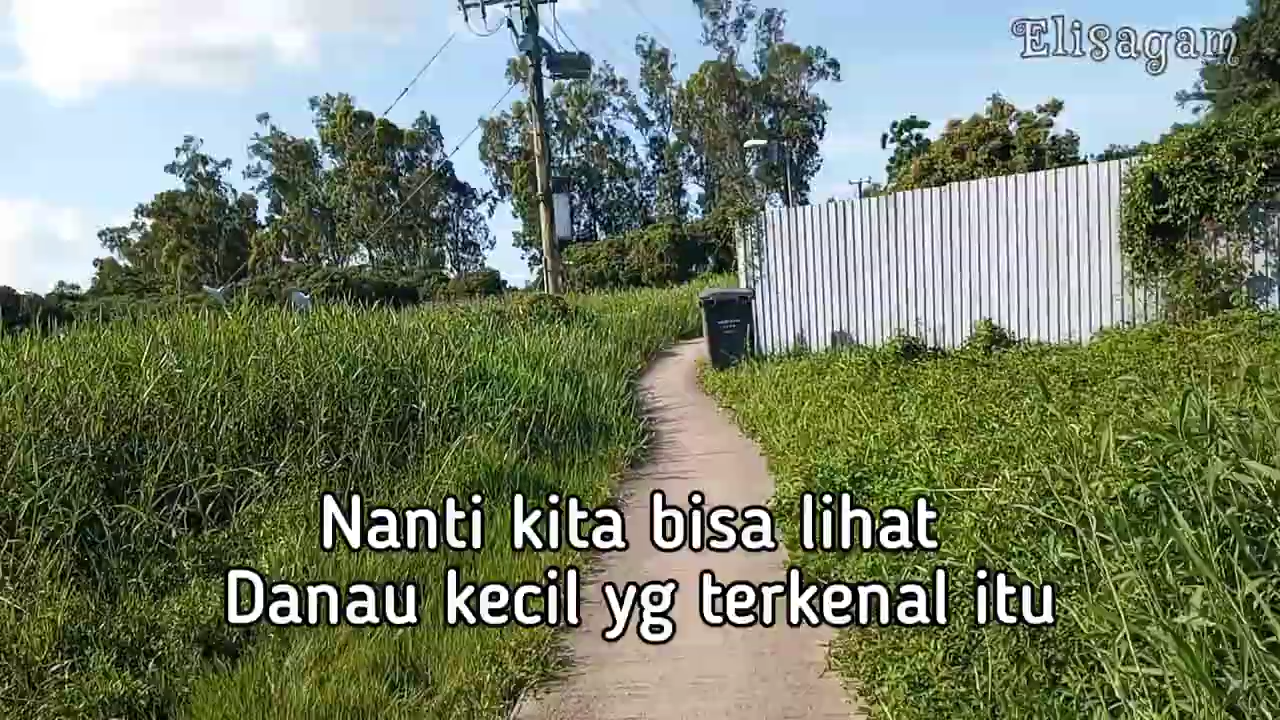 Elisagam
Nanti kita bisa lihat
Danau kecil yg terkenal itu